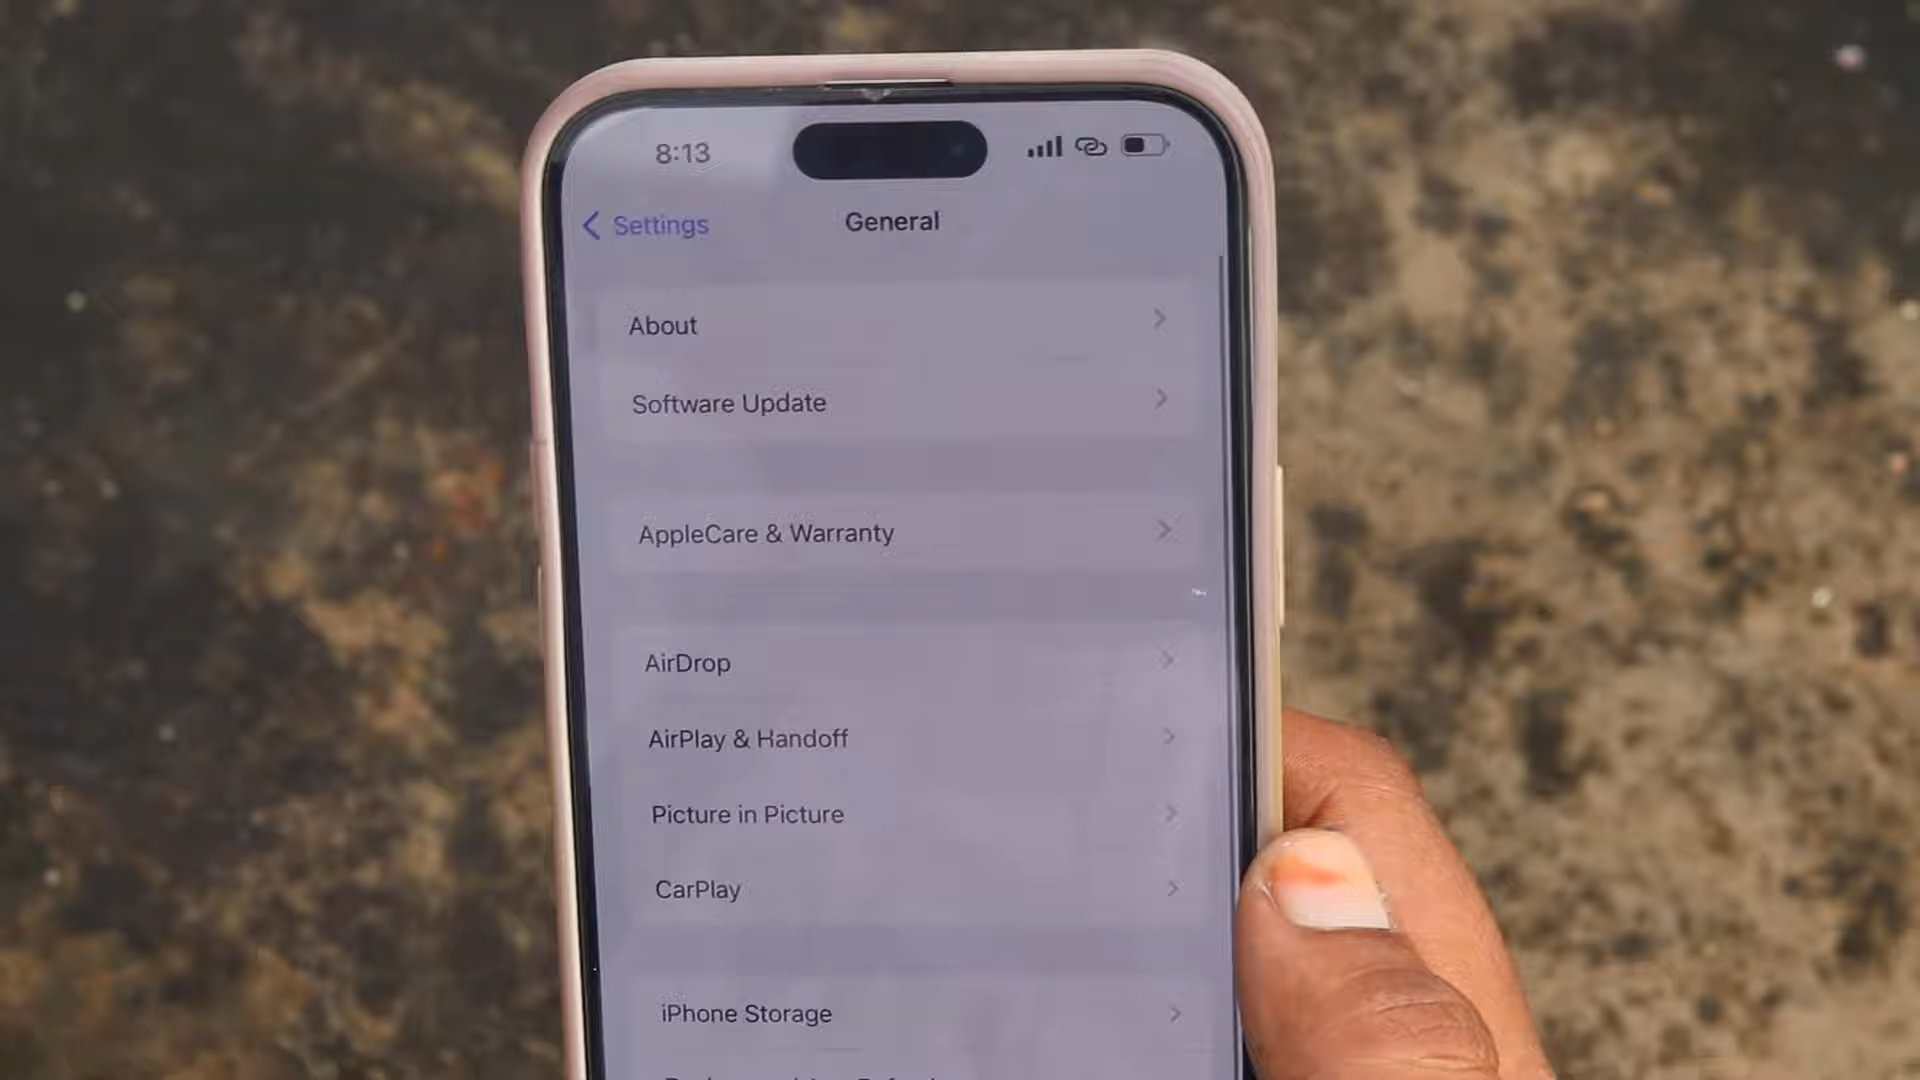 8:13
Settings
General
About
Software Update
AppleCare & Warranty
AirDrop
AirPlay & Handoff
Picture in Picture
CarPlay
iPhone Storage